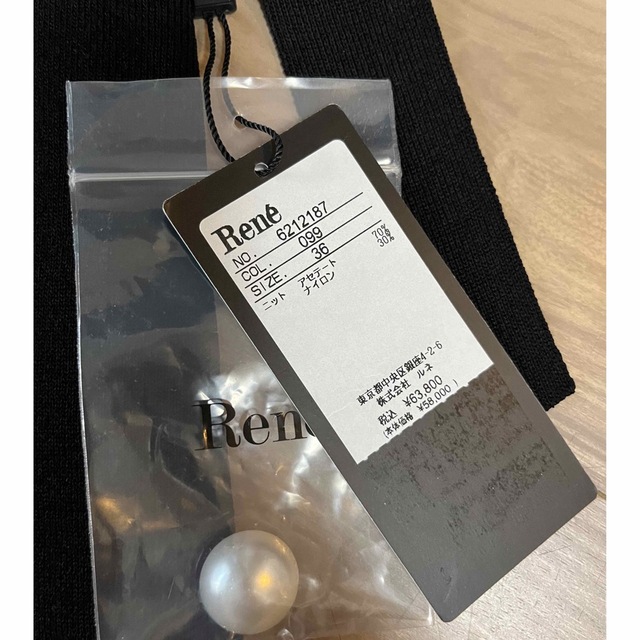 René
NO. 6212187
COL. 099
SIZE. 36
ニット アセテート 70%
ナイロン 30%
東京都中央区銀座4-2-6
株式会社 ルネ
税込 ¥63,800
(本体価格 ¥58,000 )
René